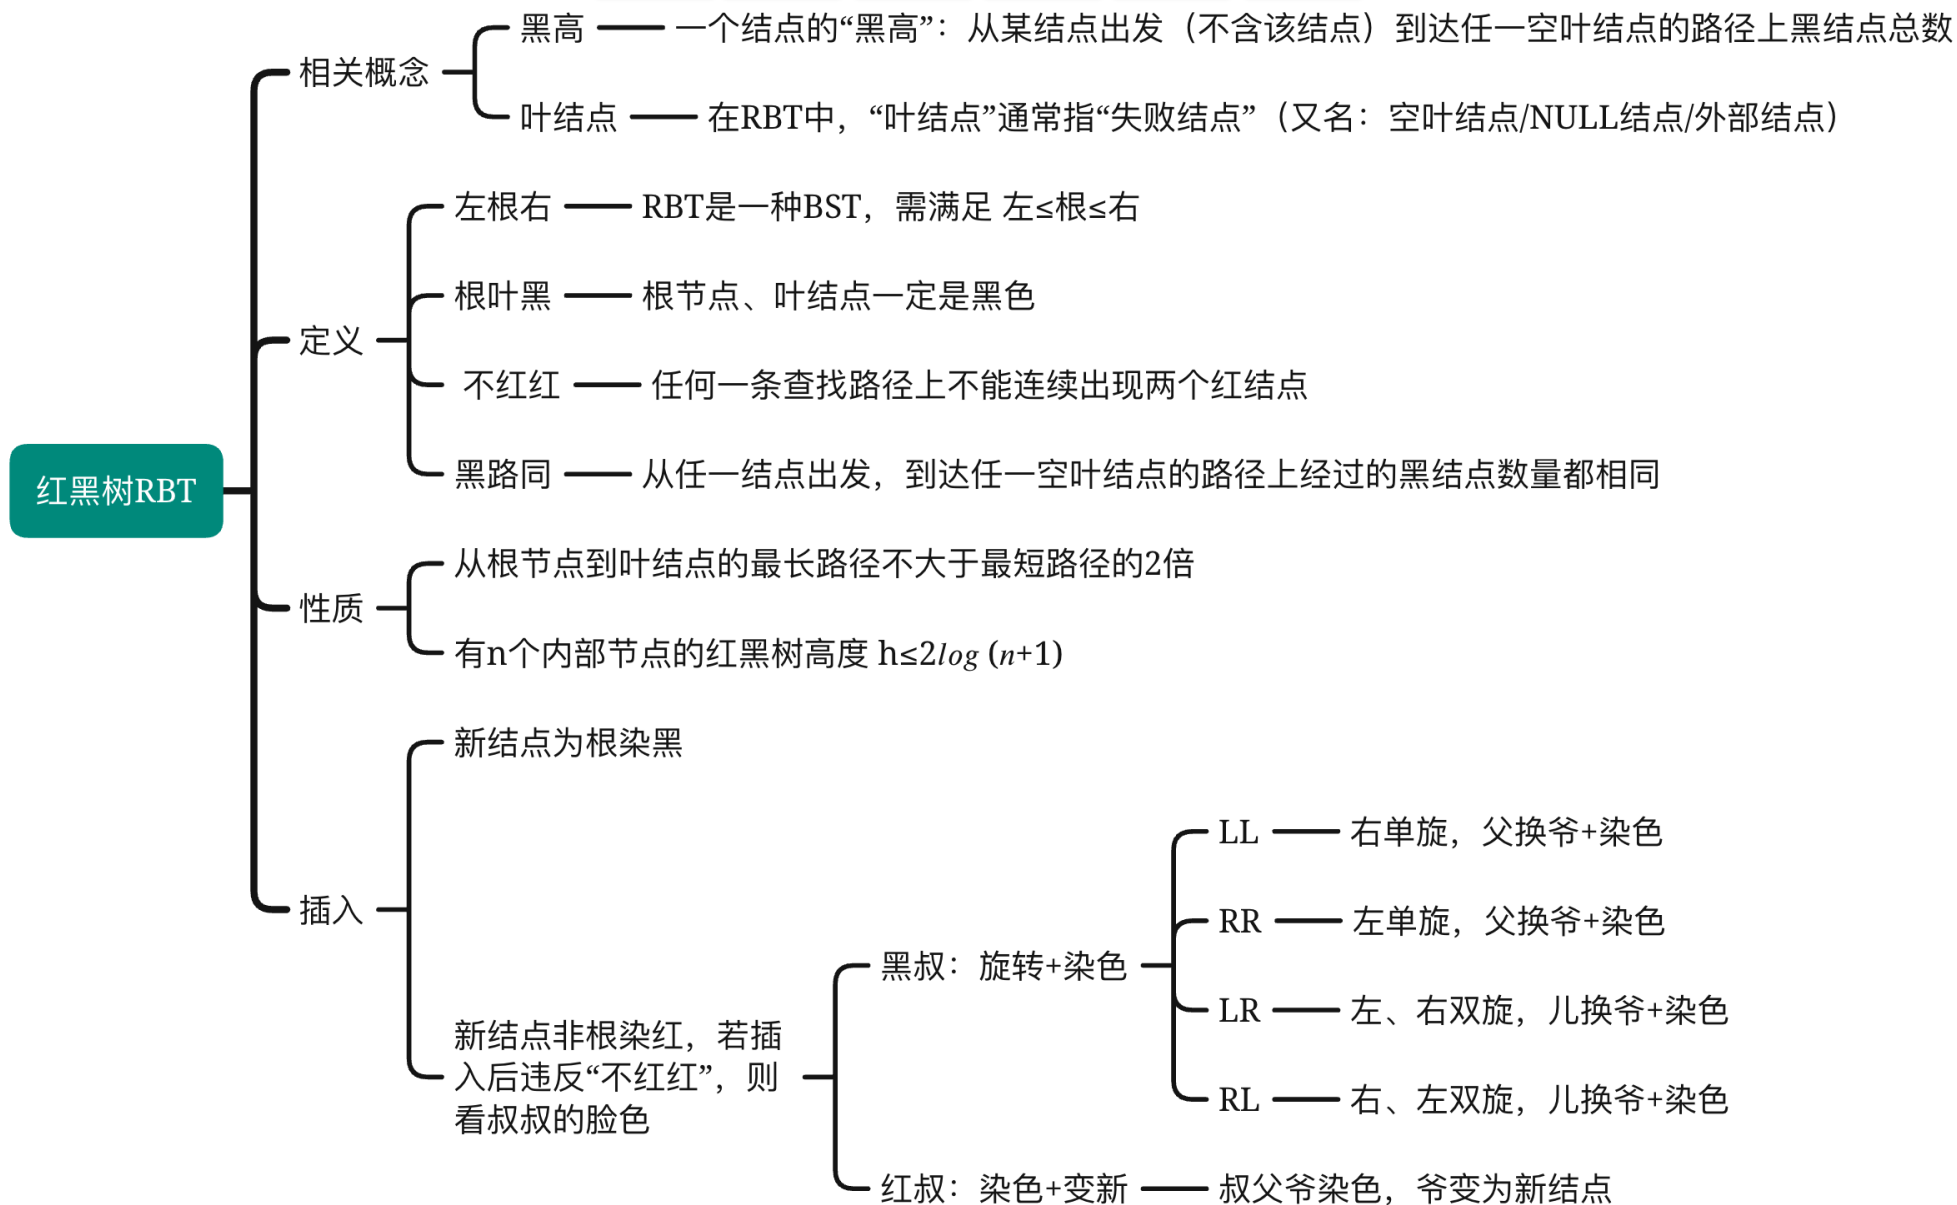 红黑树RBT
相关概念
黑高
一个结点的“黑高”：从某结点出发（不含该结点）到达任一空叶结点的路径上黑结点总数
叶结点
在RBT中，“叶结点”通常指“失败结点”（又名：空叶结点/NULL结点/外部结点）
定义
左根右
RBT是一种BST，需满足 左≤根≤右
根叶黑
根节点、叶结点一定是黑色
不红红
任何一条查找路径上不能连续出现两个红结点
黑路同
从任一结点出发，到达任一空叶结点的路径上经过的黑结点数量都相同
性质
从根节点到叶结点的最长路径不大于最短路径的2倍
有n个内部节点的红黑树高度 h≤2log (n+1)
插入
新结点为根染黑
新结点非根染红，若插
入后违反“不红红”，则
看叔叔的脸色
黑叔：旋转+染色
LL
右单旋，父换爷+染色
RR
左单旋，父换爷+染色
LR
左、右双旋，儿换爷+染色
RL
右、左双旋，儿换爷+染色
红叔：染色+变新
叔父爷染色，爷变为新结点